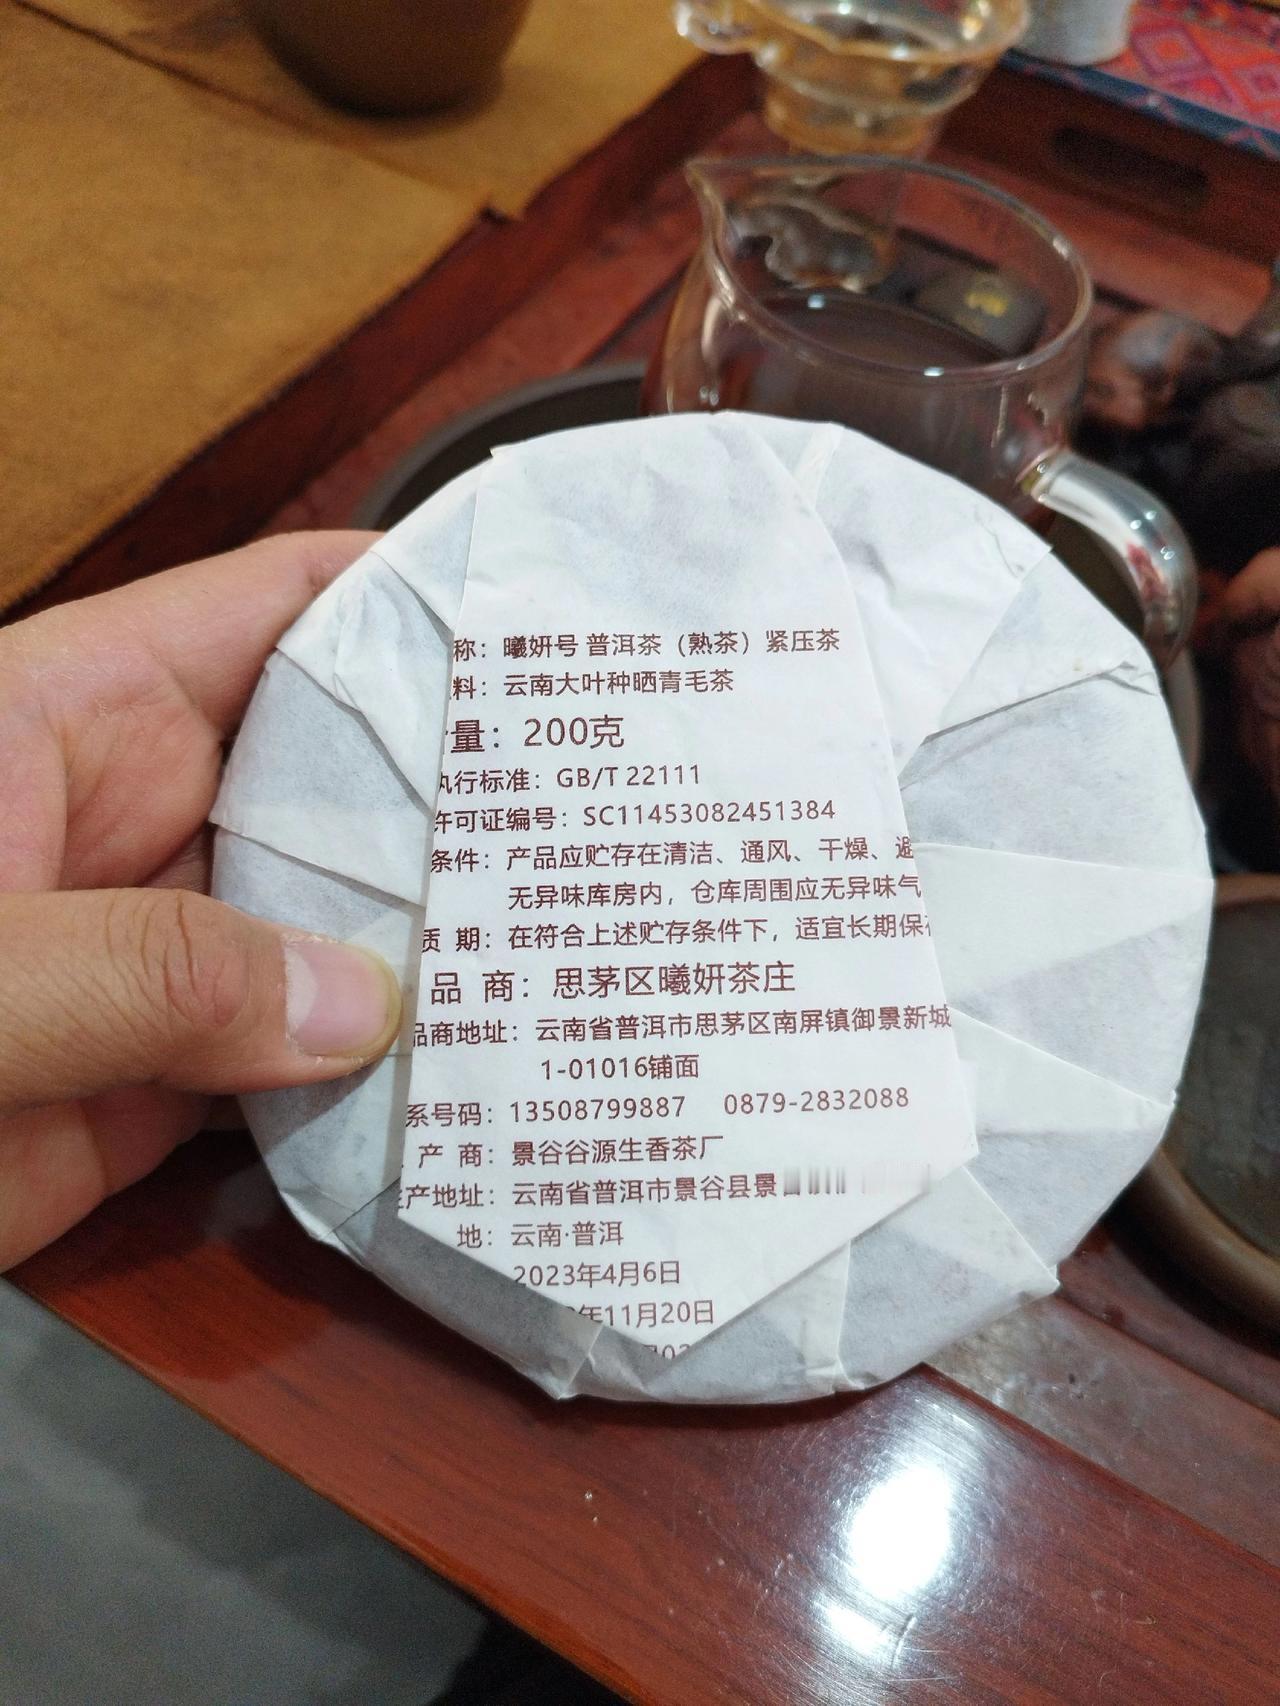 称：曦妍号 普洱茶（熟茶）紧压茶
料：云南大叶种晒青毛茶
量：200克
执行标准：GB/T 22111
许可证编号：SC11453082451384
条件：产品应贮存在清洁、通风、干燥、避
无异味库房内，仓库周围应无异味气
质 期：在符合上述贮存条件下，适宜长期保存
品 商：思茅区曦妍茶庄
品商地址：云南省普洱市思茅区南屏镇御景新城
1-01016铺面
系号码：13508799887 0879-2832088
产 商：景谷谷源生香茶厂
生产地址：云南省普洱市景谷县景
地：云南·普洱
2023年4月6日
年11月20日